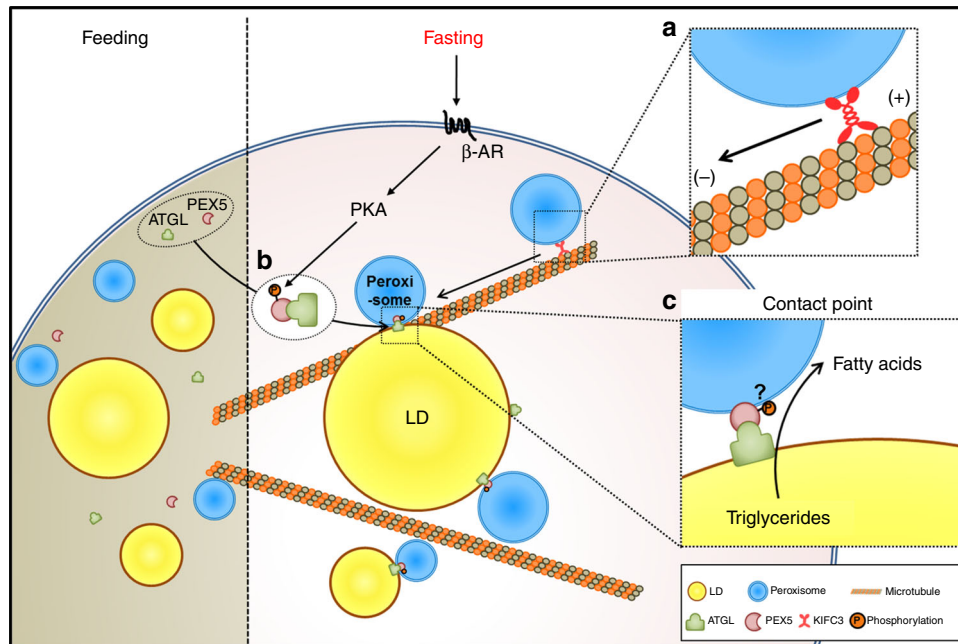 Feeding
Fasting
a
(+)
(−)
β-AR
PEX5
ATGL
PKA
b
P
Peroxi
-some
P
LD
c
Contact point
Fatty acids
?
P
Triglycerides
LD
Peroxisome
Microtubule
ATGL
PEX5
KIFC3
P
Phosphorylation